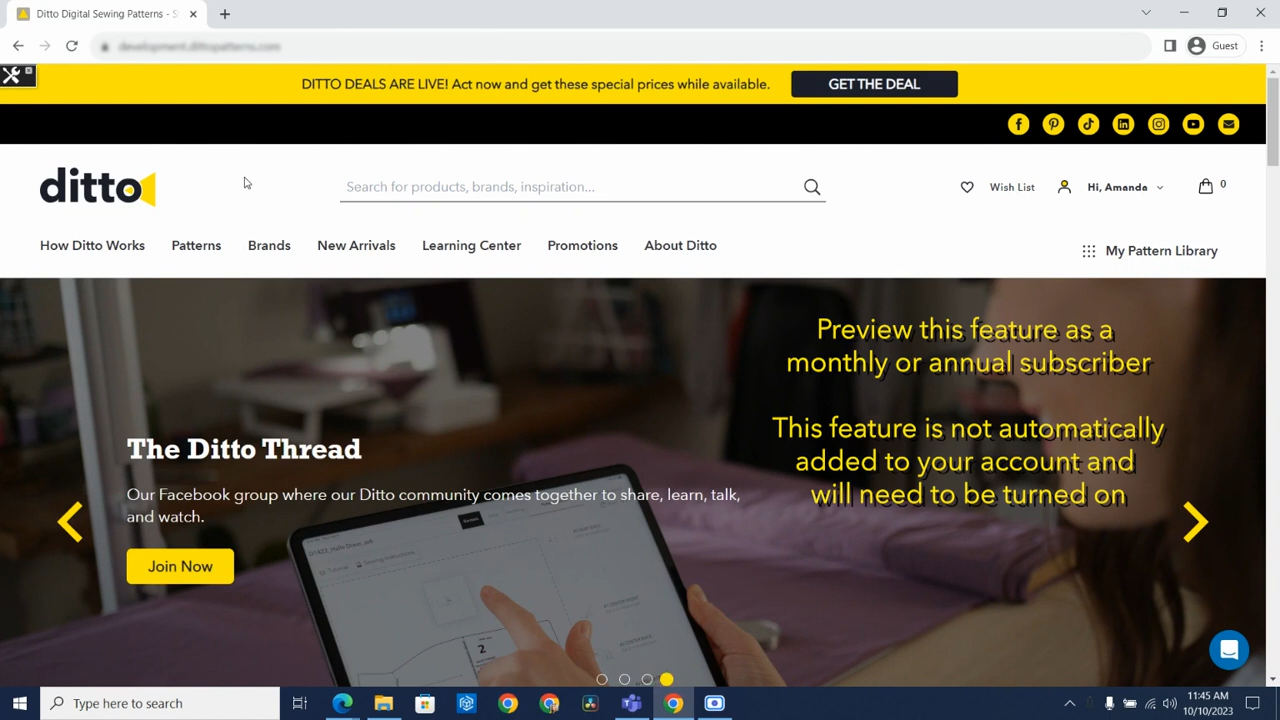 Ditto Digital Sewing Patterns - S
development.dittopatterns.com
Guest
DITTO DEALS ARE LIVE! Act now and get these special prices while available.
GET THE DEAL
ditto
Search for products, brands, inspiration...
Wish List
Hi, Amanda
0
How Ditto Works
Patterns
Brands
New Arrivals
Learning Center
Promotions
About Ditto
My Pattern Library
Preview this feature as a
monthly or annual subscriber
This feature is not automatically
added to your account and
will need to be turned on
The Ditto Thread
Our Facebook group where our Ditto community comes together to share, learn, talk,
and watch.
Join Now
2
Type here to search
11:45 AM
10/10/2023